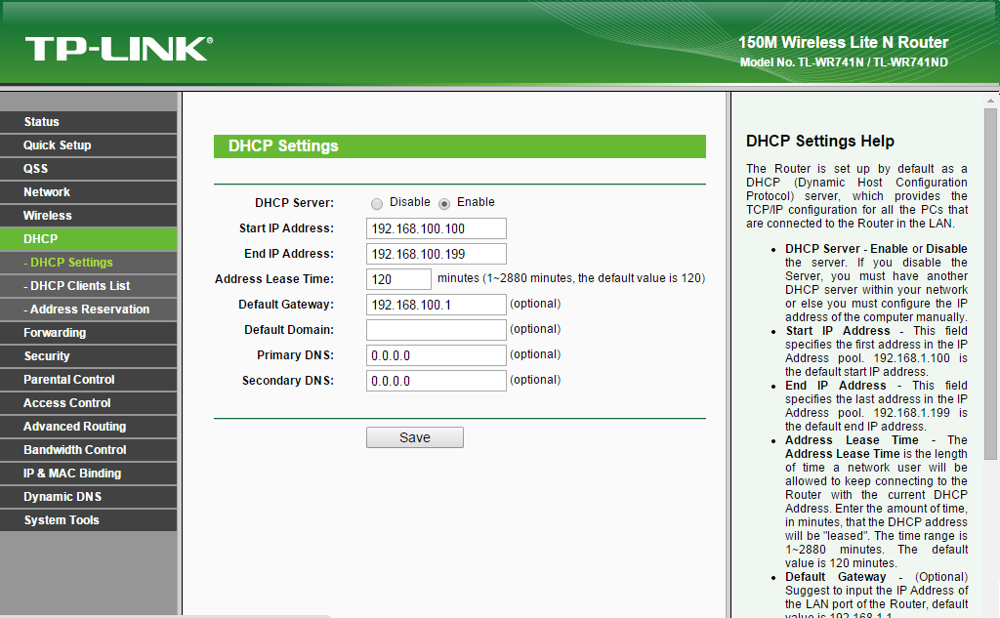 TP-LINK®
150M Wireless Lite N Router
Model No. TL-WR741N / TL-WR741ND
Status
Quick Setup
QSS
Network
Wireless
DHCP
- DHCP Settings
- DHCP Clients List
- Address Reservation
Forwarding
Security
Parental Control
Access Control
Advanced Routing
Bandwidth Control
IP & MAC Binding
Dynamic DNS
System Tools
DHCP Settings
DHCP Server: Disable Enable
Start IP Address: 192.168.100.100
End IP Address: 192.168.100.199
Address Lease Time: 120 minutes (1~2880 minutes, the default value is 120)
Default Gateway: 192.168.100.1 (optional)
Default Domain: (optional)
Primary DNS: 0.0.0.0 (optional)
Secondary DNS: 0.0.0.0 (optional)
Save
DHCP Settings Help
The Router is set up by default as a
DHCP (Dynamic Host Configuration
Protocol) server, which provides the
TCP/IP configuration for all the PCs that
are connected to the Router in the LAN.
• DHCP Server - Enable or Disable
the server. If you disable the
Server, you must have another
DHCP server within your network
or else you must configure the IP
address of the computer manually.
• Start IP Address - This field
specifies the first address in the IP
Address pool. 192.168.1.100 is
the default start IP address.
• End IP Address - This field
specifies the last address in the IP
Address pool. 192.168.1.199 is
the default end IP address.
• Address Lease Time - The
Address Lease Time is the length
of time a network user will be
allowed to keep connecting to the
Router with the current DHCP
Address. Enter the amount of time,
in minutes, that the DHCP address
will be "leased". The time range is
1~2880 minutes. The default
value is 120 minutes.
• Default Gateway - (Optional)
Suggest to input the IP Address of
the LAN port of the Router, default
value is 192.168.1.1